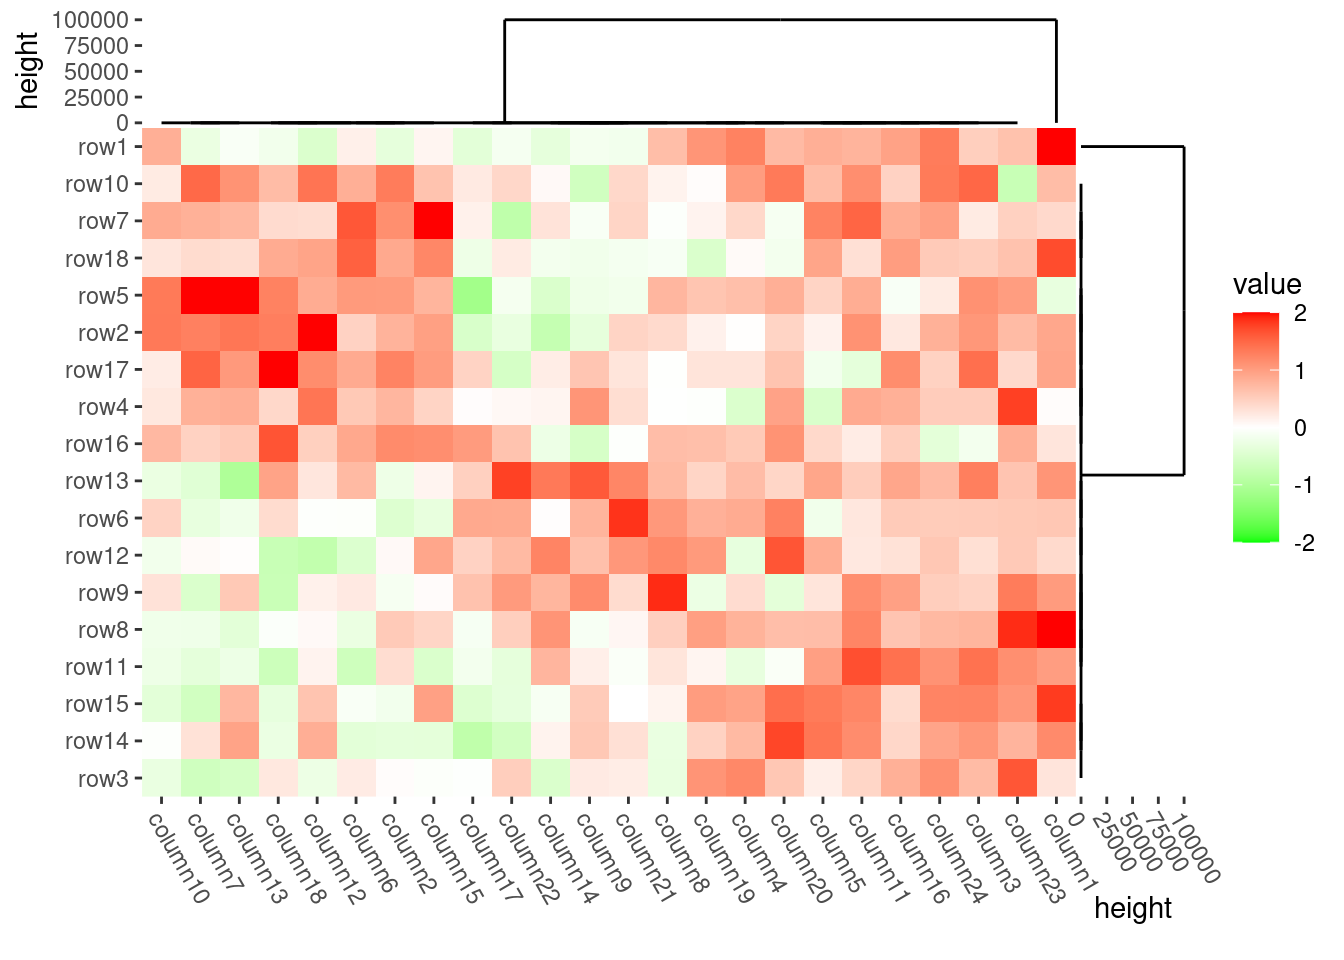 height
100000
75000
50000
25000
0
row1
row10
row7
row18
row5
row2
row17
row4
row16
row13
row6
row12
row9
row8
row11
row15
row14
row3
column10
column7
column13
column18
column12
column6
column2
column15
column17
column22
column14
column9
column21
column8
column19
column4
column20
column5
column11
column16
column24
column3
column23
column1
0
25000
50000
75000
100000
height
value
2
1
0
-1
-2